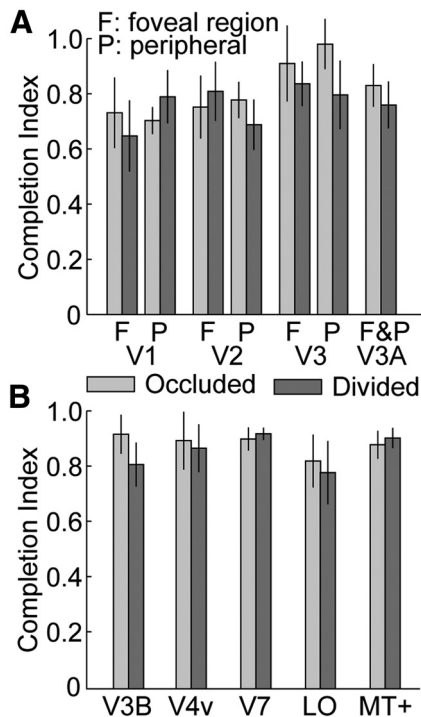 A
F: foveal region
P: peripheral
Completion Index
1.0
0.8
0.6
0.4
0.2
0
F P F P F P F&P
V1 V2 V3 V3A
Occluded Divided
B
Completion Index
1.0
0.8
0.6
0.4
0.2
0
V3B V4v V7 LO MT+